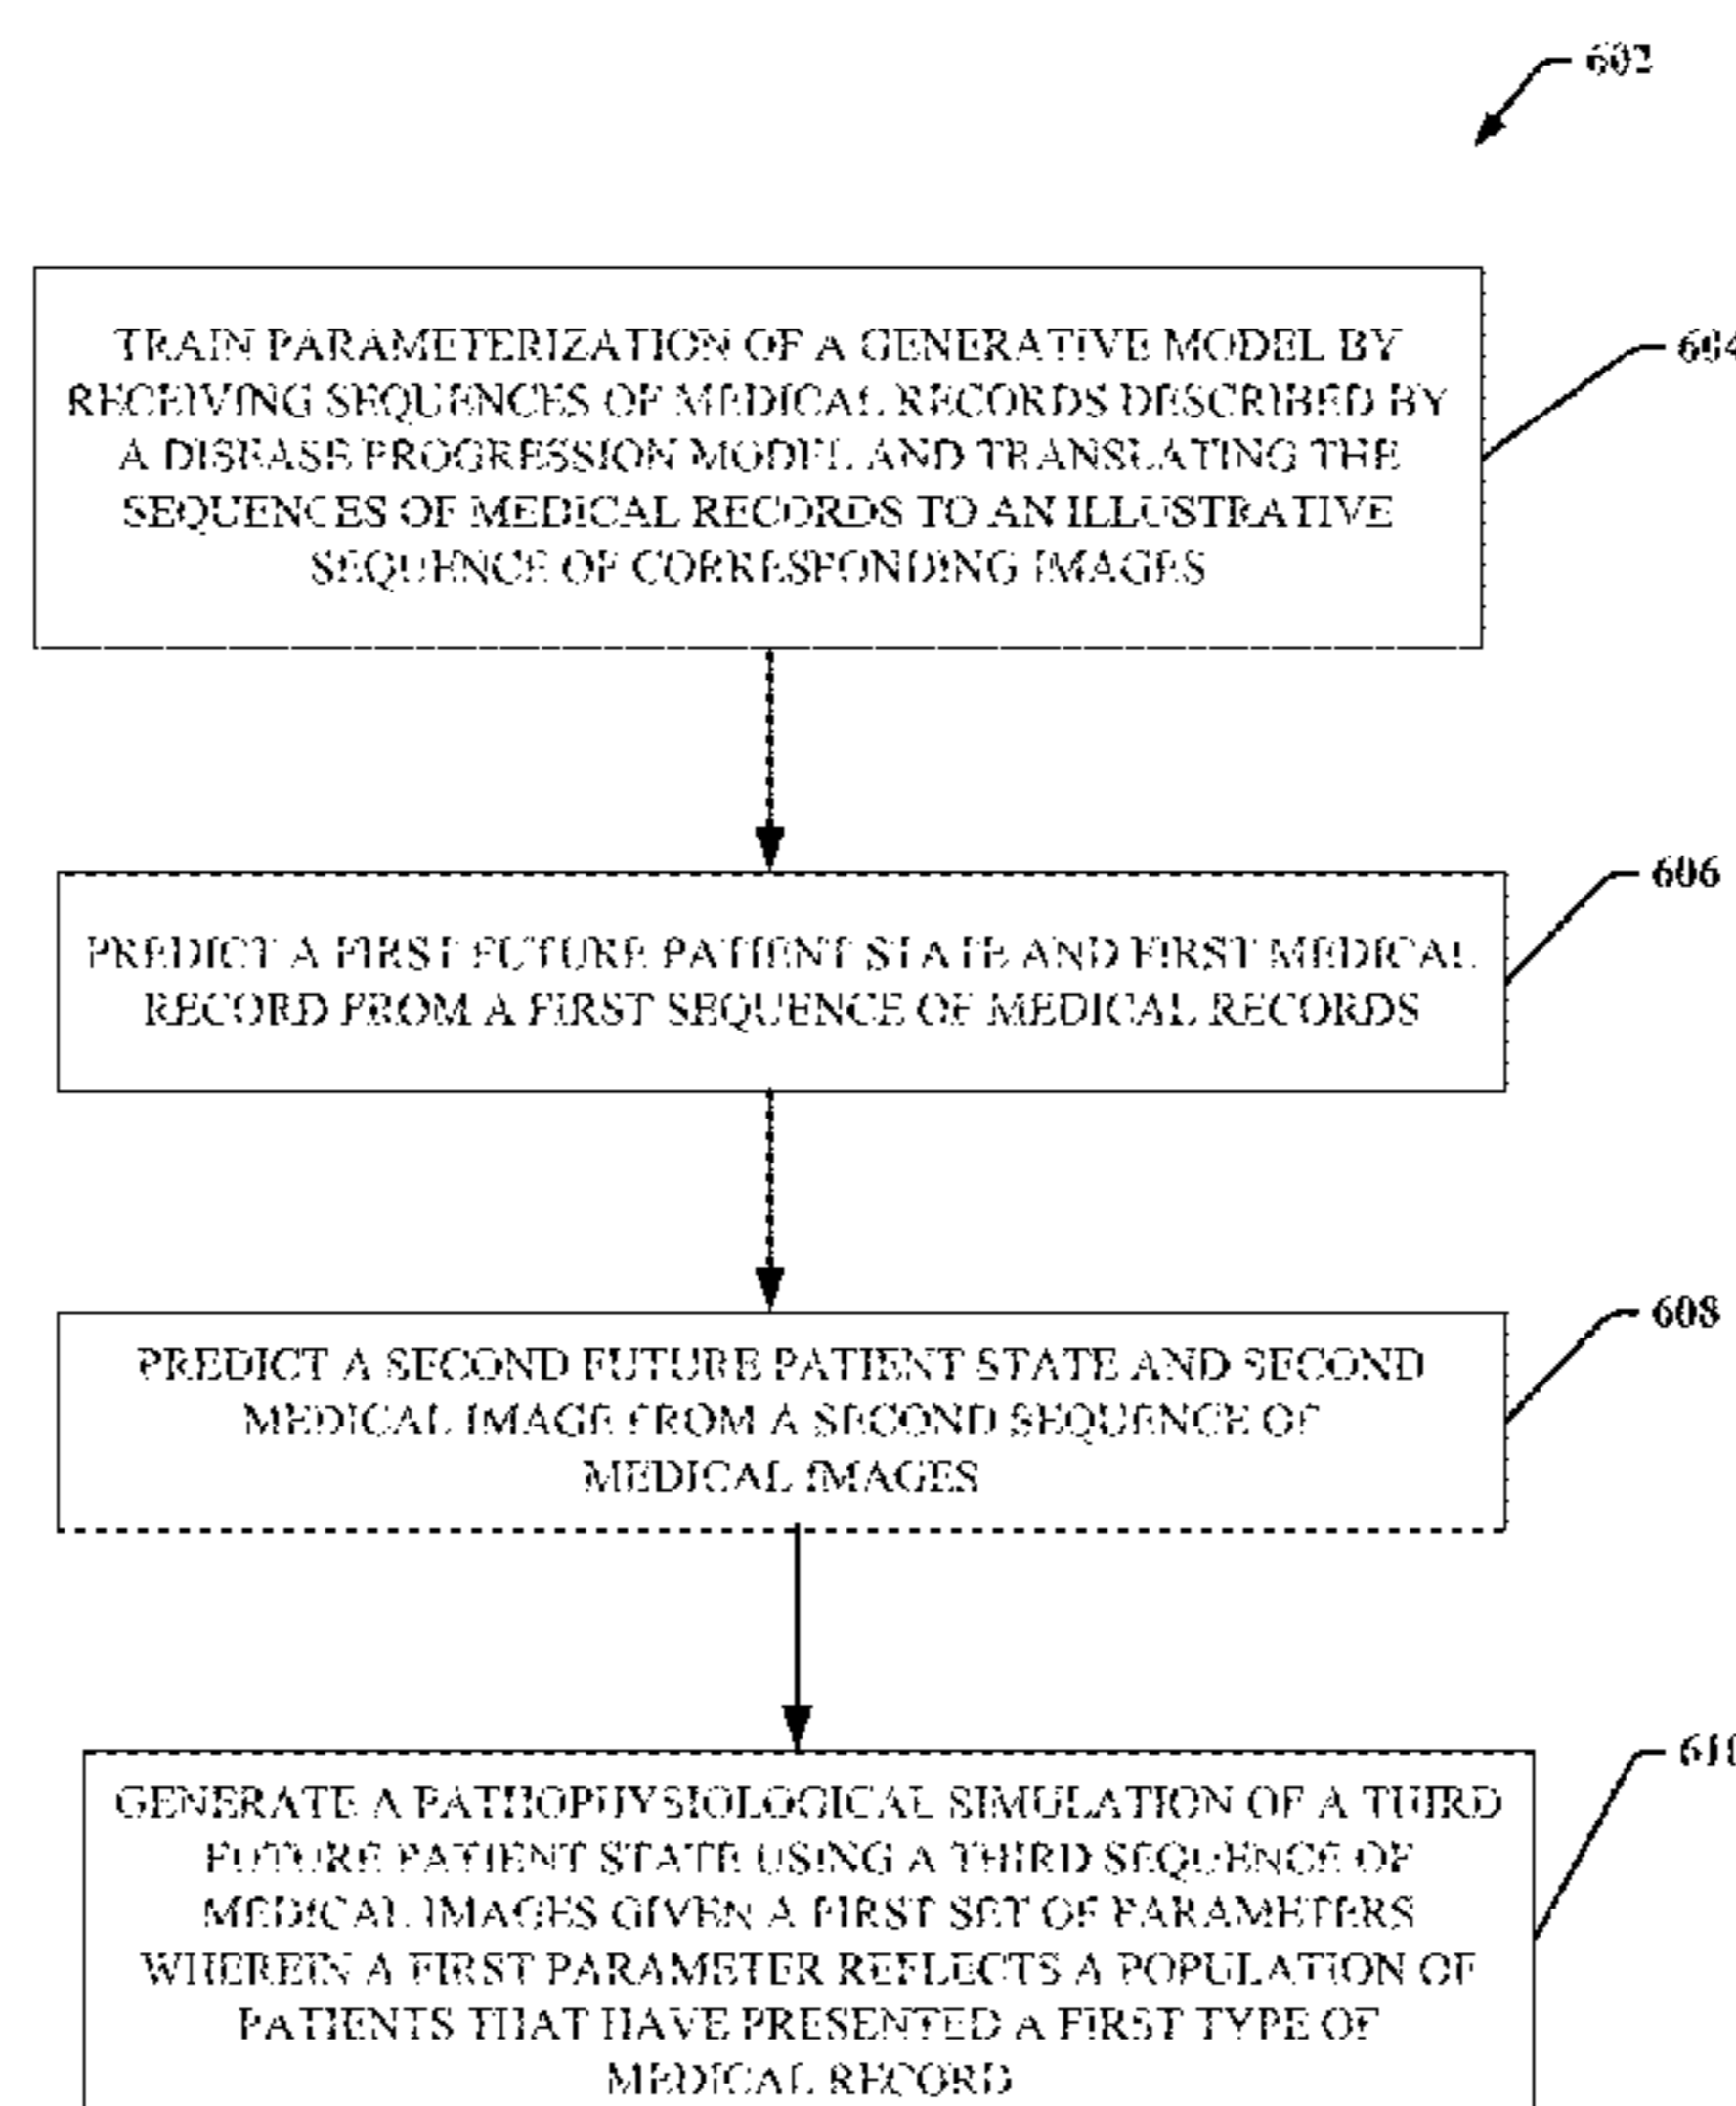 602
TRAIN PARAMETERIZATION OF A GENERATIVE MODEL BY
RECEIVING SEQUENCES OF MEDICAL RECORDS DESCRIBED BY
A DISEASE PROGRESSION MODEL AND TRANSLATING THE
SEQUENCES OF MEDICAL RECORDS TO AN ILLUSTRATIVE
SEQUENCE OF CORRESPONDING IMAGES
604
PREDICT A FIRST FUTURE PATIENT STATE AND FIRST MEDICAL
RECORD FROM A FIRST SEQUENCE OF MEDICAL RECORDS
606
PREDICT A SECOND FUTURE PATIENT STATE AND SECOND
MEDICAL IMAGE FROM A SECOND SEQUENCE OF
MEDICAL IMAGES
608
GENERATE A PATHOPHYSIOLOGICAL SIMULATION OF A THIRD
FUTURE PATIENT STATE USING A THIRD SEQUENCE OF
MEDICAL IMAGES GIVEN A FIRST SET OF PARAMETERS
WHEREIN A FIRST PARAMETER REFLECTS A POPULATION OF
PATIENTS THAT HAVE PRESENTED A FIRST TYPE OF
MEDICAL RECORD
610